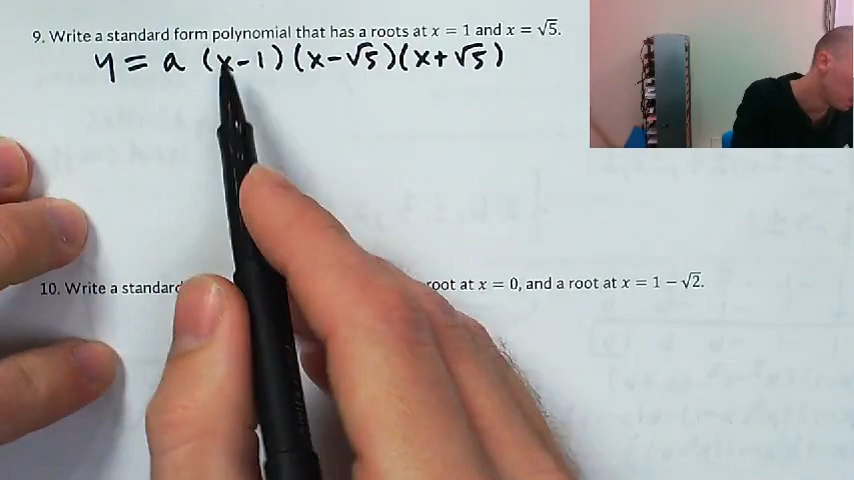 9. Write a standard form polynomial that has a roots at x = 1 and x = √5.
y = a (x-1)(x-√5)(x+√5)
10. Write a standard root at x = 0, and a root at x = 1 − √2.